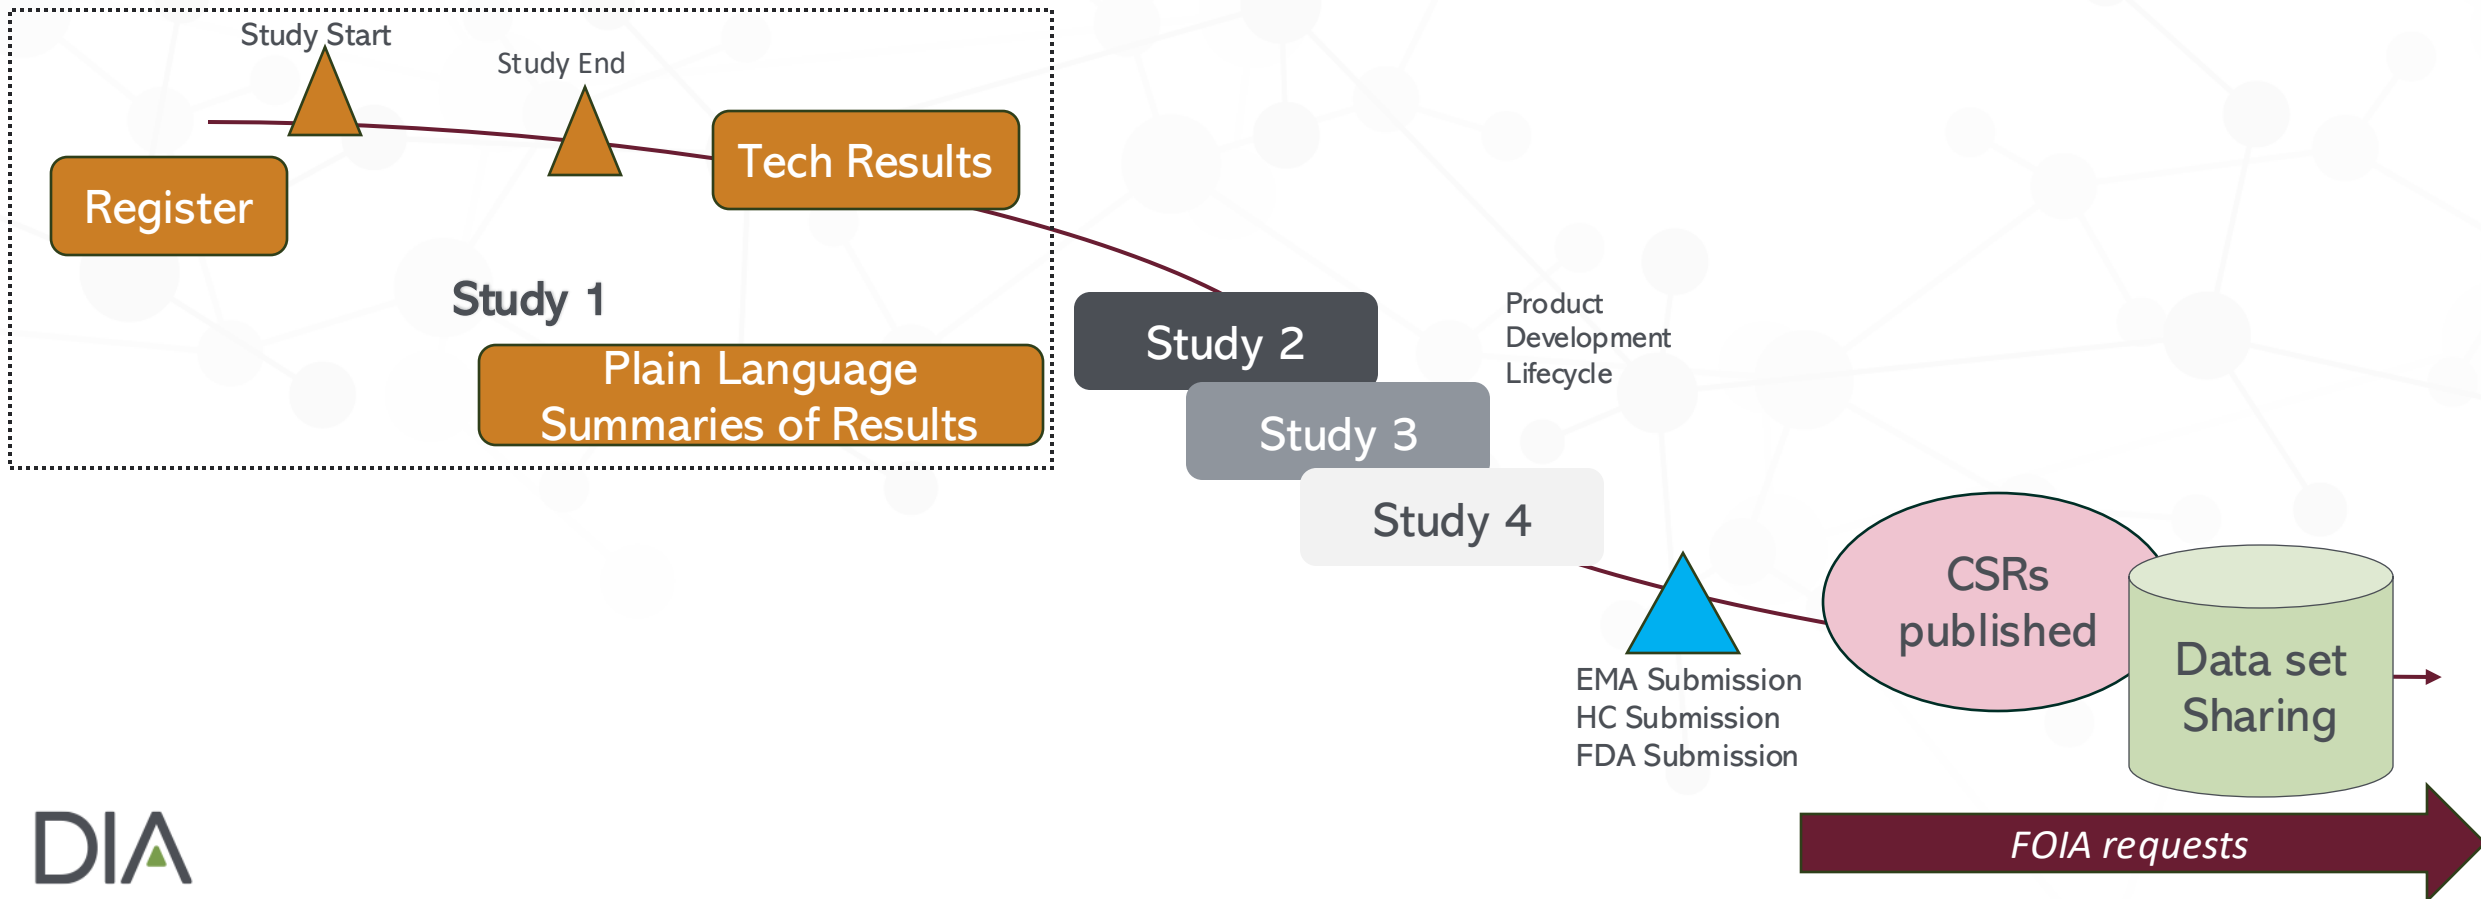 Study Start
Study End
Tech Results
Register
Study 1
Plain Language
Summaries of Results
Study 2
Product
Development
Lifecycle
Study 3
Study 4
CSRs
published
Data set
Sharing
EMA Submission
HC Submission
FDA Submission
FOIA requests
DIA